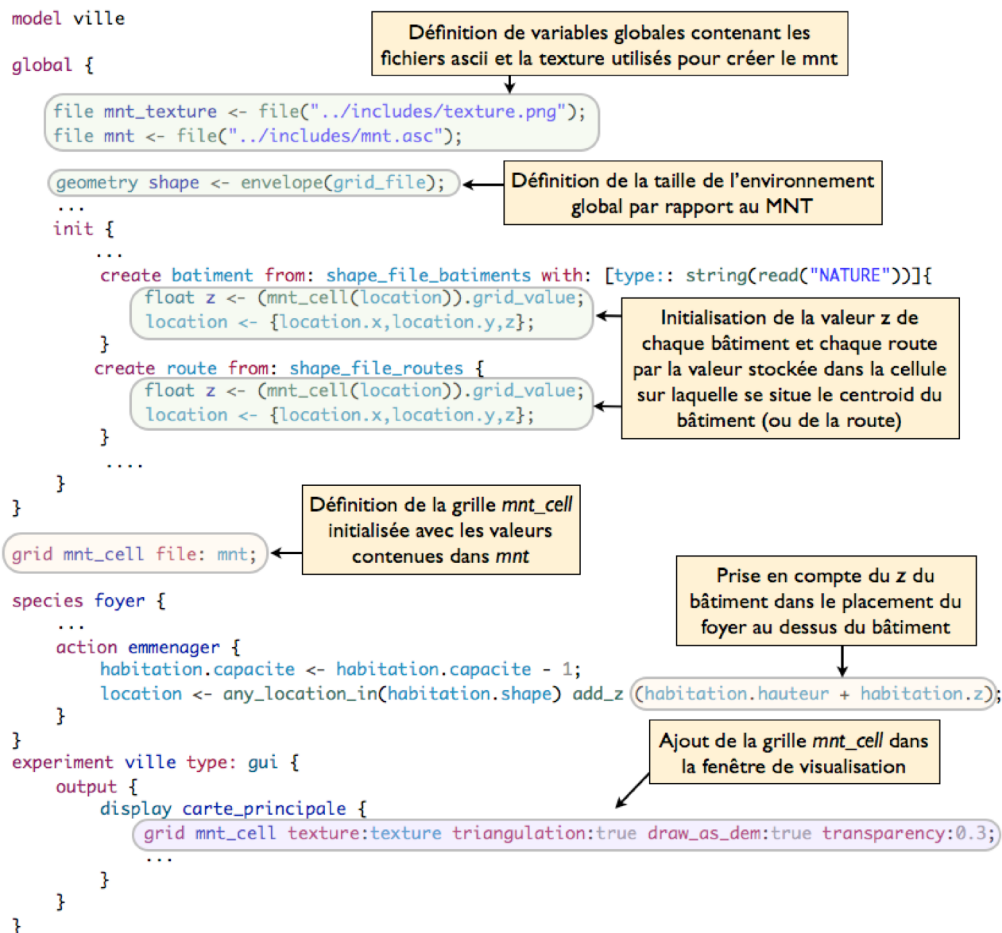 model ville
Définition de variables globales contenant les
fichiers ascii et la texture utilisés pour créer le mnt
global {
file mnt_texture <- file("../includes/texture.png");
file mnt <- file("../includes/mnt.asc");
geometry shape <- envelope(grid_file);
Définition de la taille de l'environnement
global par rapport au MNT
...
init {
...
create batiment from: shape_file_batiments with: [type:: string(read("NATURE"))]{
float z <- (mnt_cell(location)).grid_value;
location <- {location.x,location.y,z};
}
create route from: shape_file_routes {
float z <- (mnt_cell(location)).grid_value;
location <- {location.x,location.y,z};
}
Initialisation de la valeur z de
chaque bâtiment et chaque route
par la valeur stockée dans la cellule
sur laquelle se situe le centroid du
bâtiment (ou de la route)
....
}
}
Définition de la grille mnt_cell
initialisée avec les valeurs
contenues dans mnt
grid mnt_cell file: mnt;
Prise en compte du z du
bâtiment dans le placement du
foyer au dessus du bâtiment
species foyer {
...
action emmenager {
habitation.capacite <- habitation.capacite - 1;
location <- any_location_in(habitation.shape) add_z (habitation.hauteur + habitation.z);
}
}
Ajout de la grille mnt_cell dans
la fenêtre de visualisation
experiment ville type: gui {
output {
display carte_principale {
grid mnt_cell texture:texture triangulation:true draw_as_dem:true transparency:0.3;
...
}
}
}